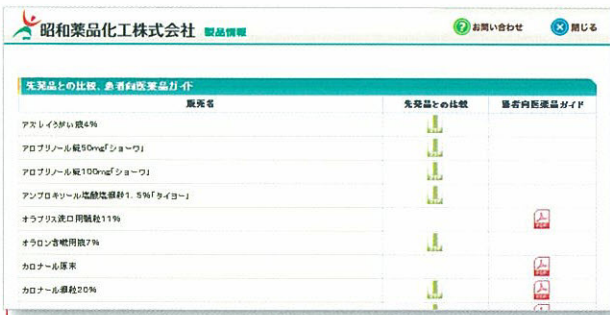 昭和薬品化工株式会社 製品情報
? お問い合わせ
× 閉じる
先発品との比較、患者向医薬品ガイド
販売名 先発品との比較 患者向医薬品ガイド
アズレイうがい液4%
アロプリノール錠50mg「ショーワ」
アロプリノール錠100mg「ショーワ」
アンブロキソール塩酸塩顆粒1.5%「タイヨー」
オラブリス洗口用顆粒11%
PDF
オラロン含嗽用液7%
カロナール原末
PDF
カロナール細粒20%
PDF